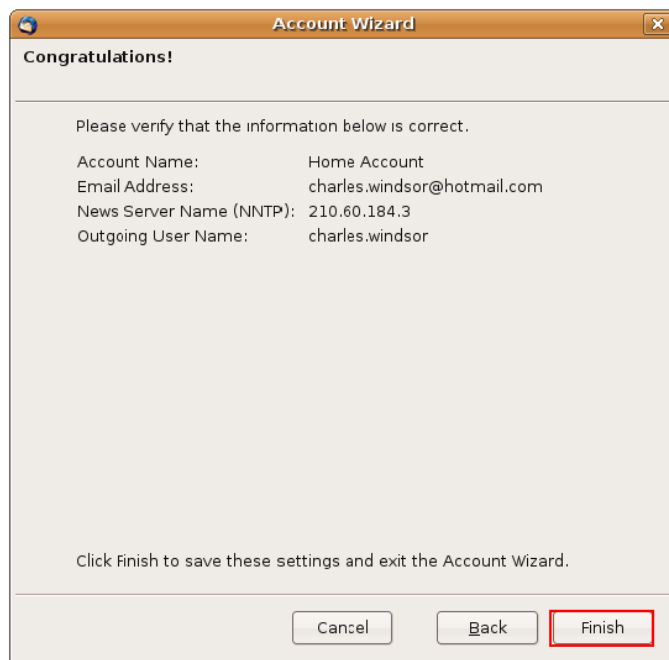 Account Wizard
Congratulations!
Please verify that the information below is correct.
Account Name: Home Account
Email Address: charles.windsor@hotmail.com
News Server Name (NNTP): 210.60.184.3
Outgoing User Name: charles.windsor
Click Finish to save these settings and exit the Account Wizard.
Cancel Back Finish